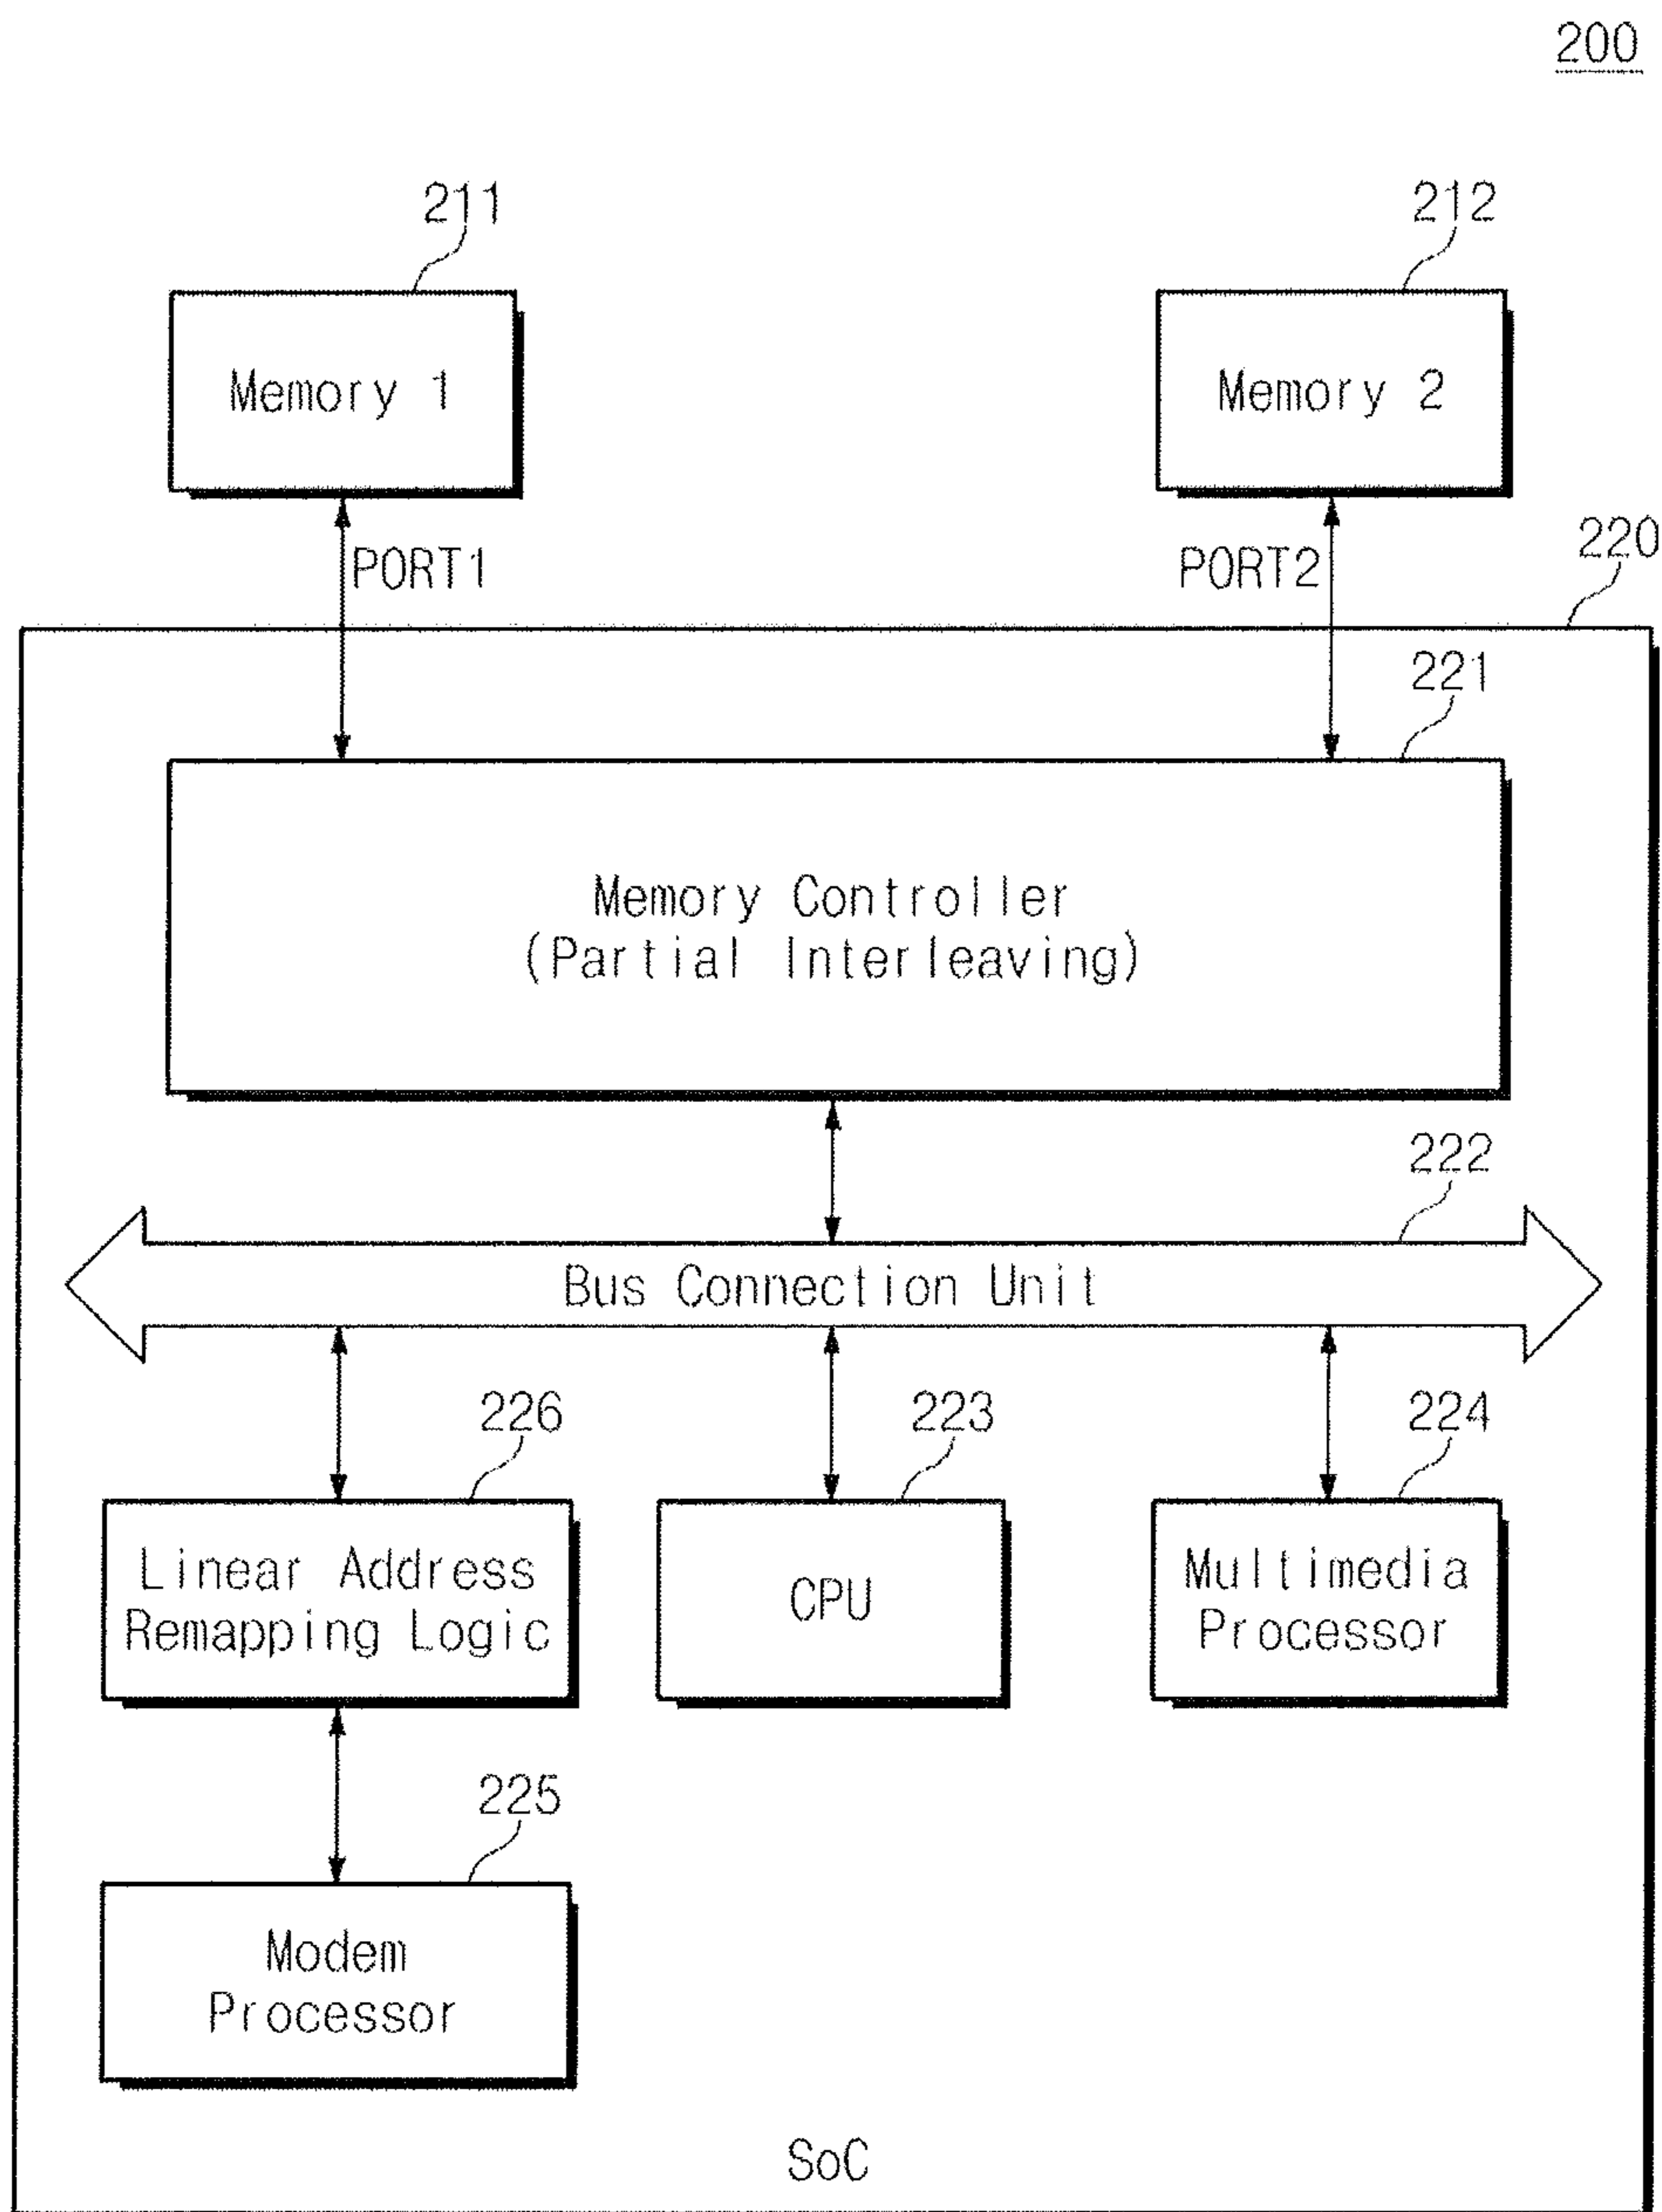 200
211
212
Memory 1
Memory 2
PORT1
PORT2
220
221
Memory Controller
(Partial Interleaving)
222
Bus Connection Unit
226
223
224
Linear Address
Remapping Logic
CPU
Multimedia
Processor
225
Modem
Processor
SoC